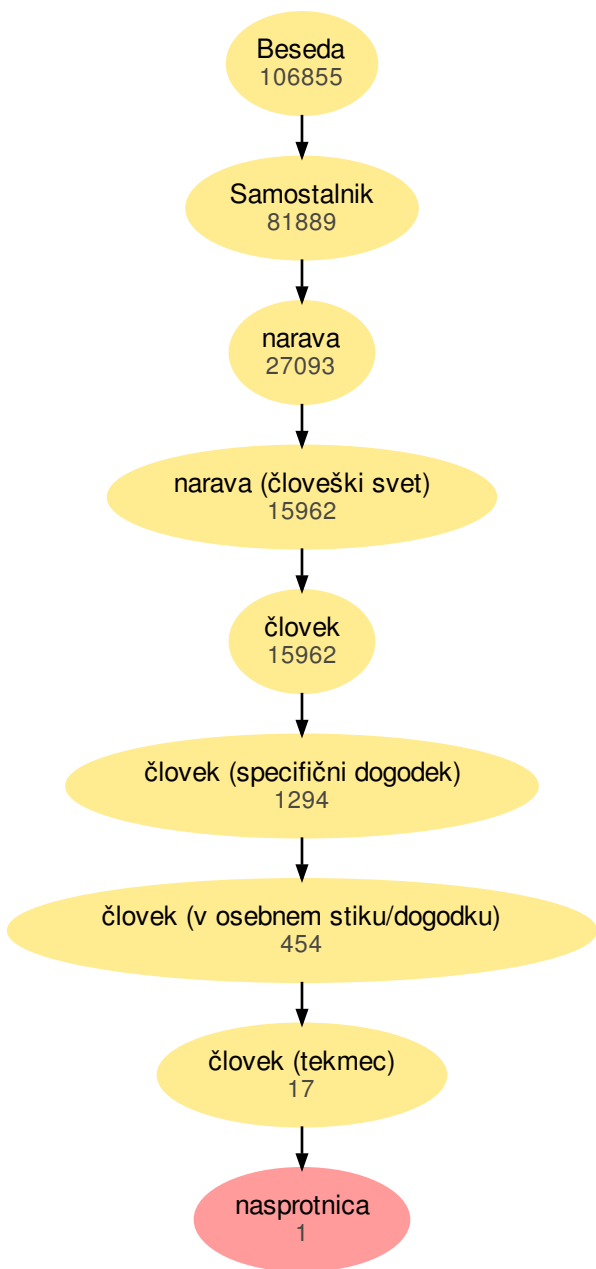 Beseda
106855
Samostalnik
81889
narava
27093
narava (človeški svet)
15962
človek
15962
človek (specifični dogodek)
1294
človek (v osebnem stiku/dogodku)
454
človek (tekmec)
17
nasprotnica
1